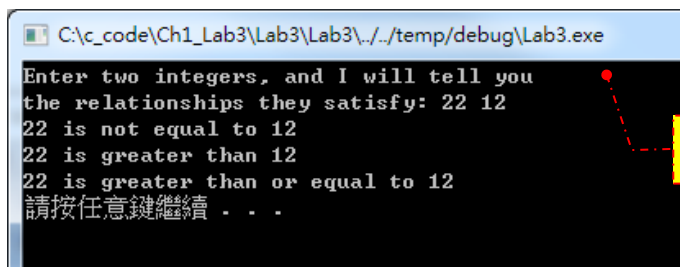 C:\c_code\Ch1_Lab3\Lab3\Lab3\../../temp/debug\Lab3.exe
Enter two integers, and I will tell you
the relationships they satisfy: 22 12
22 is not equal to 12
22 is greater than 12
22 is greater than or equal to 12
請按任意鍵繼續 . . .